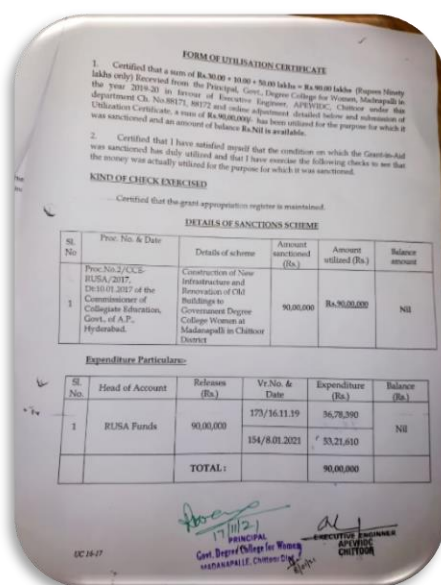 FORM OF UTILISATION CERTIFICATE
1. Certified that a sum of Rs.30.00 + 10.00 + 50.00 lakhs = Rs.90.00 lakhs (Rupees Ninety
lakhs only) Received from the Principal, Govt., Degree College for Women, Madnapalli in
the year 2019-20 in favour of Executive Engineer, APEWIDC, Chittoor under this
department Ch. No.88171, 88172 and online adjustment detailed below and submission of
Utilization Certificate, a sum of Rs.90,00,000/- has been utilized for the purpose for which it
was sanctioned and an amount of balance Rs.Nil is available.
2. Certified that I have satisfied myself that the condition on which the Grant-in-Aid
was sanctioned has duly utilized and that I have exercise the following checks to see that
the money was actually utilized for the purpose for which it was sanctioned.
KIND OF CHECK EXERCISED
Certified that the grant appropriation register is maintained.
DETAILS OF SANCTIONS SCHEME
Sl. No Proc. No. & Date Details of scheme Amount sanctioned (Rs.) Amount utilized (Rs.) Balance amount
1
Proc.No.2/CCE-
RUSA/2017,
Dt:10.01.2017 of the
Commissioner of
Collegiate Education,
Govt., of A.P.,
Hyderabad.
Construction of New
Infrastructure and
Renovation of Old
Buildings to
Government Degree
College Women at
Madanapalli in Chittoor
District
90,00,000 Rs.90,00,000 Nil
Expenditure Particulars:-
Sl. No. Head of Account Releases (Rs.) Vr.No. & Date Expenditure (Rs.) Balance (Rs.)
1 RUSA Funds 90,00,000 173/16.11.19 36,78,390 Nil
154/8.01.2021 53,21,610
TOTAL : 90,00,000
17/11/21
PRINCIPAL
Govt. Degree College for Women
MADANAPALLE, Chittoor Dist.
EXECUTIVE ENGINNER
APEWIDC
CHITTOOR
UC 16-17